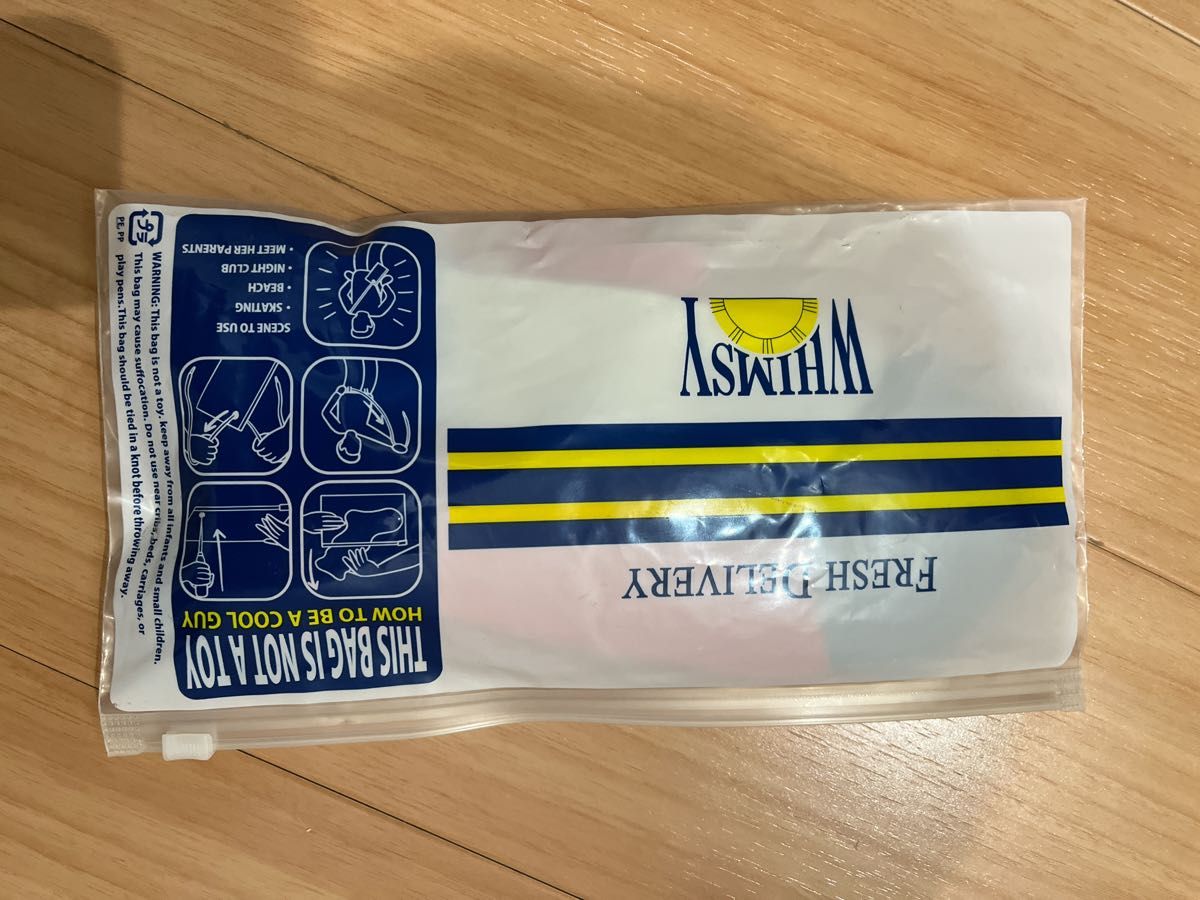 THIS BAG IS NOT A TOY
HOW TO BE A COOL GUY
SCENE TO USE
• SKATING
• BEACH
• NIGHT CLUB
• MEET HER PARENTS
FRESH DELIVERY
WHIMSY
WARNING: This bag is not a toy. keep away from all infants and small children.
This bag may cause suffocation. Do not use near cribs, beds, carriages, or
play pens.This bag should be tied in a knot before throwing away.
プラ
PE, PP